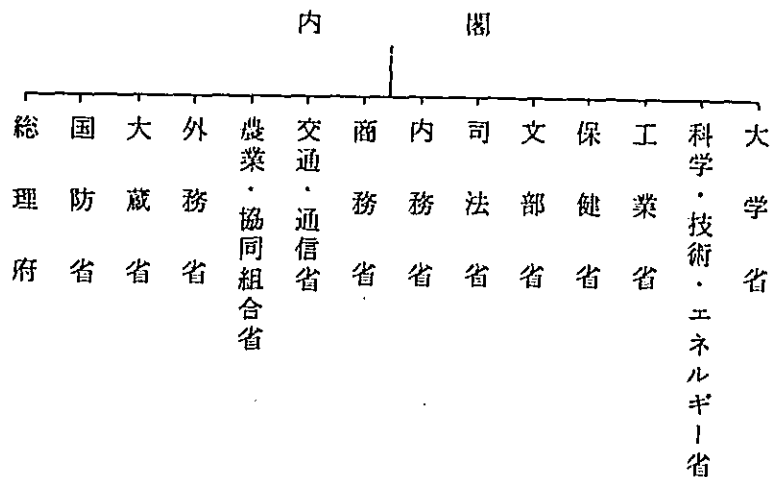 内閣
総理府
国防省
大蔵省
外務省
農業・協同組合省
交通・通信省
商務省
内務省
司法省
文部省
保健省
工業省
科学・技術・エネルギー省
大学省